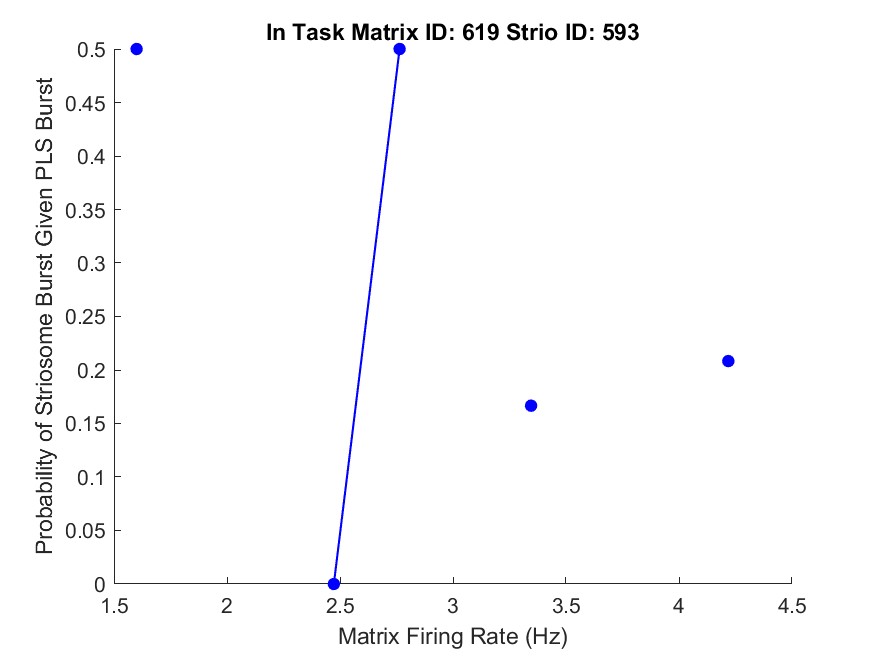 In Task Matrix ID: 619 Strio ID: 593
Probability of Striosome Burst Given PLS Burst
0.5
0.45
0.4
0.35
0.3
0.25
0.2
0.15
0.1
0.05
0
1.5 2 2.5 3 3.5 4 4.5
Matrix Firing Rate (Hz)